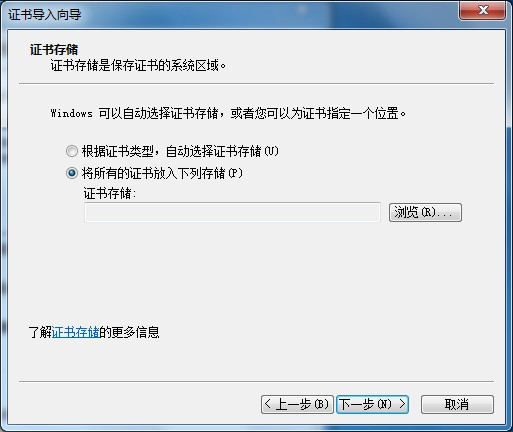 证书导入向导
证书存储
证书存储是保存证书的系统区域。
Windows 可以自动选择证书存储，或者您可以为证书指定一个位置。
根据证书类型，自动选择证书存储(U)
将所有的证书放入下列存储(P)
证书存储:
浏览(R)...
了解证书存储的更多信息
< 上一步(B) 下一步(N) > 取消